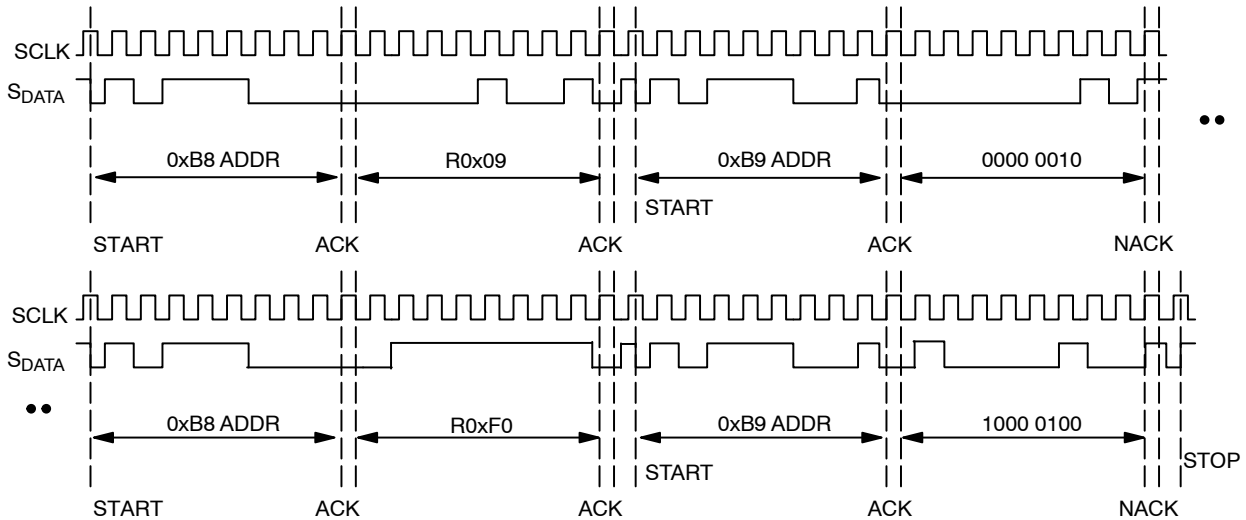 SCLK
SDATA
0xB8 ADDR R0x09 0xB9 ADDR 0000 0010
START
START ACK ACK ACK NACK
SCLK
SDATA
0xB8 ADDR R0xF0 0xB9 ADDR 1000 0100
START STOP
START ACK ACK ACK NACK